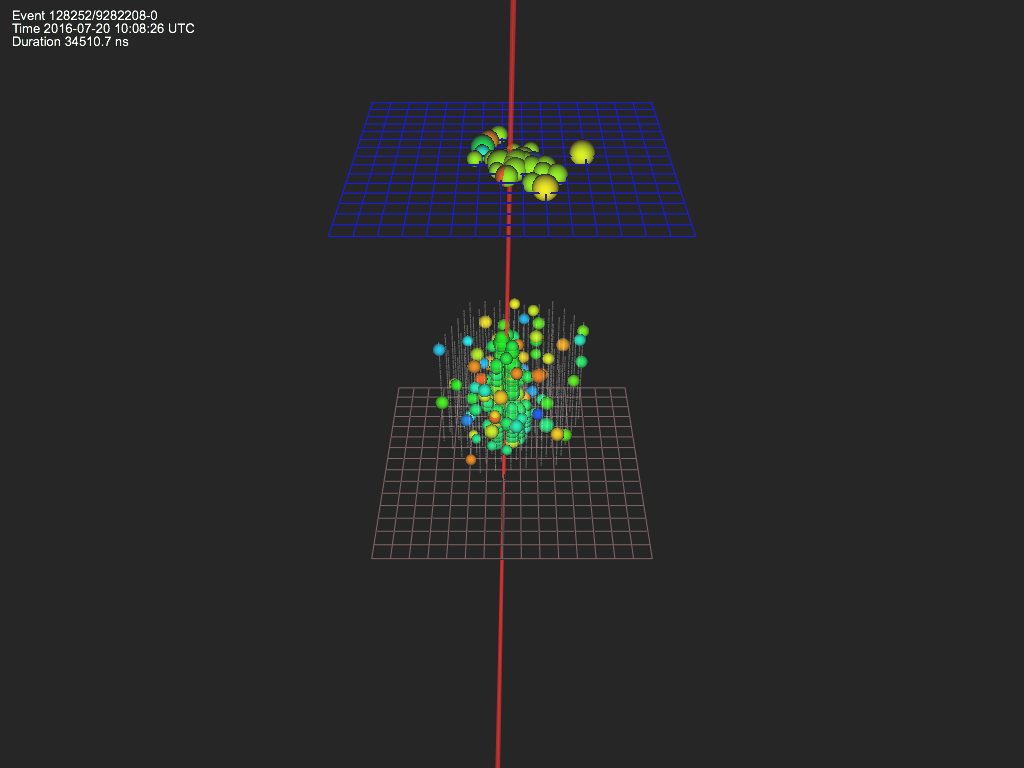 Event 128252/9282208-0
Time 2016-07-20 10:08:26 UTC
Duration 34510.7 ns